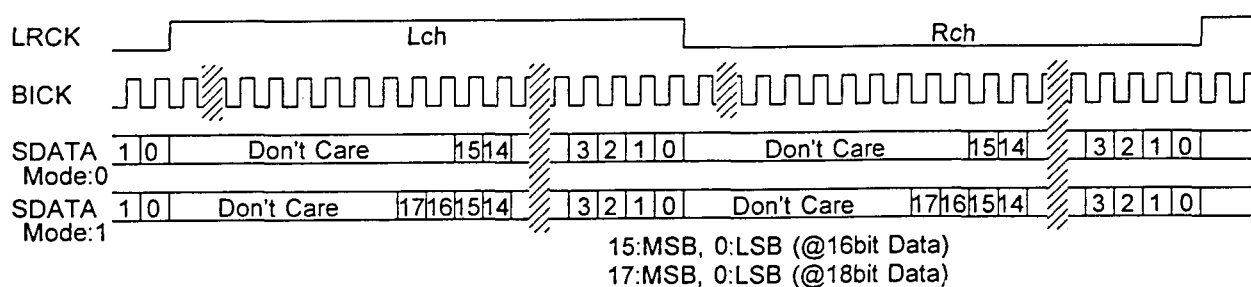 LRCK Lch Rch
BICK
SDATA 1 0 Don't Care 15 14 3 2 1 0 Don't Care 15 14 3 2 1 0
Mode:0
SDATA 1 0 Don't Care 17 16 15 14 3 2 1 0 Don't Care 17 16 15 14 3 2 1 0
Mode:1
15:MSB, 0:LSB (@16bit Data)
17:MSB, 0:LSB (@18bit Data)